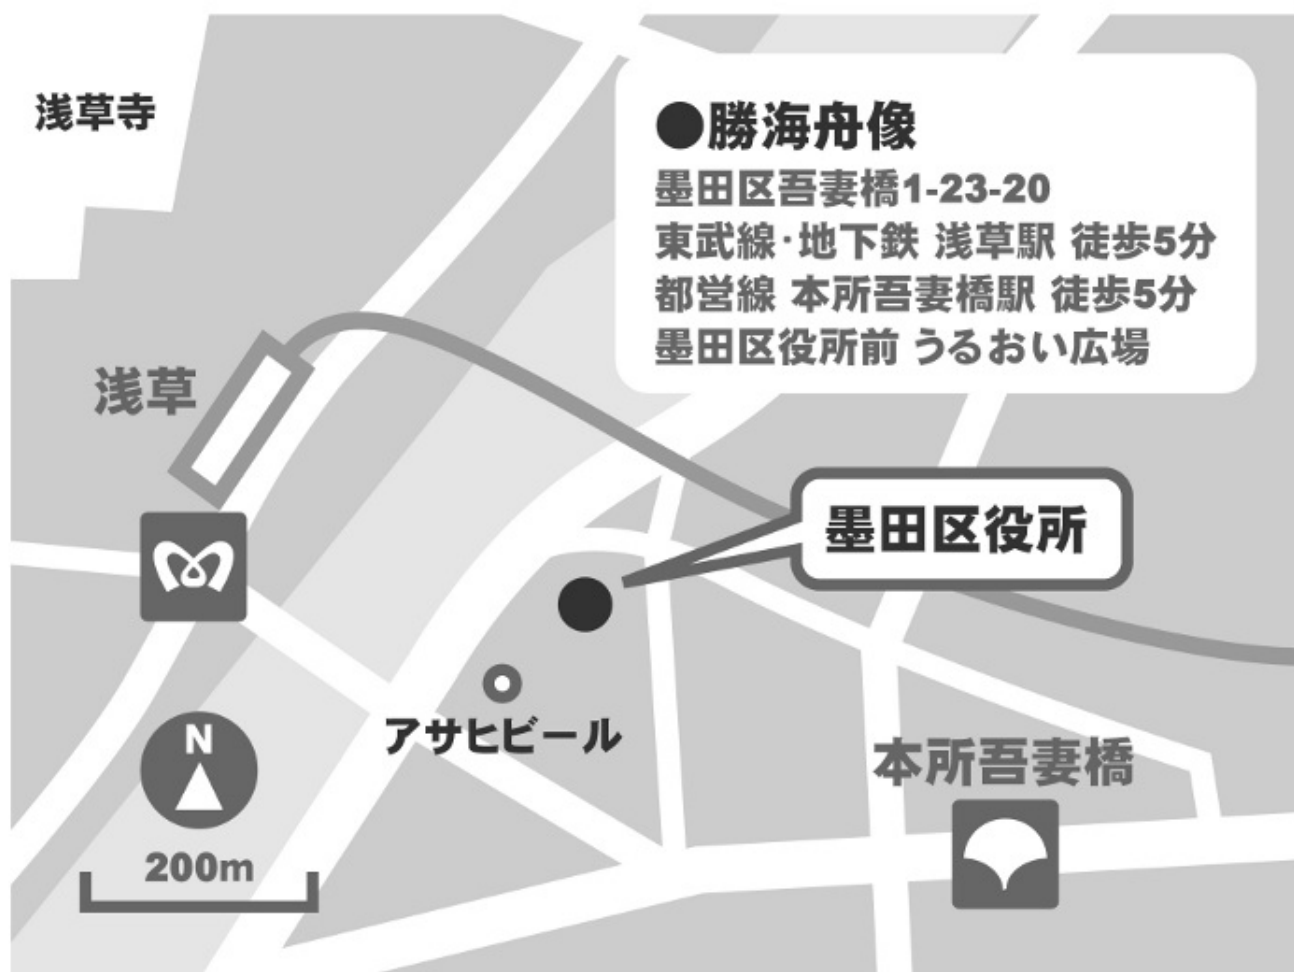 浅草寺
●勝海舟像
墨田区吾妻橋1-23-20
東武線・地下鉄 浅草駅 徒歩5分
都営線 本所吾妻橋駅 徒歩5分
墨田区役所前 うるおい広場
浅草
墨田区役所
アサヒビール
本所吾妻橋
N
200m